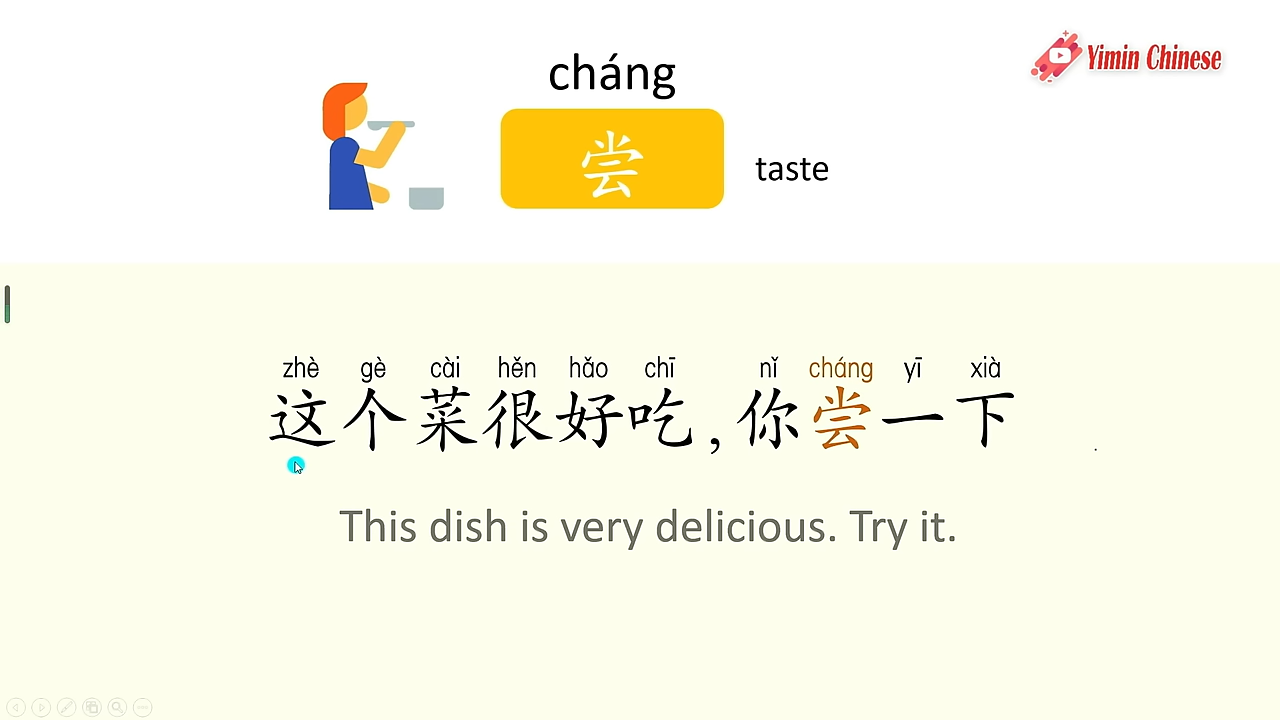 Yimin Chinese
cháng
尝
taste
zhè gè cài hěn hǎo chī nǐ cháng yī xià
这个菜很好吃,你尝一下
This dish is very delicious. Try it.